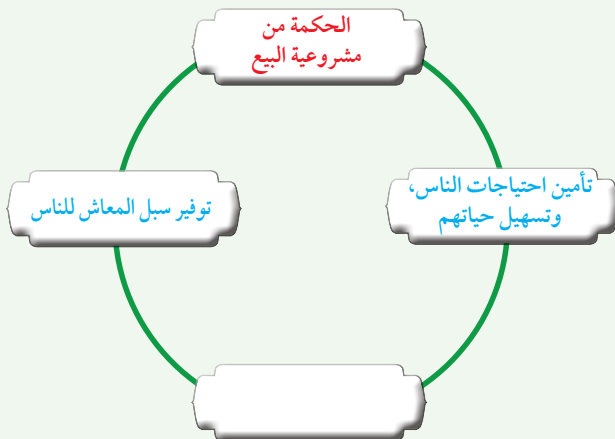 الحكمة من
مشروعية البيع
تأمين احتياجات الناس،
وتسهيل حياتهم
توفير سبل المعاش للناس